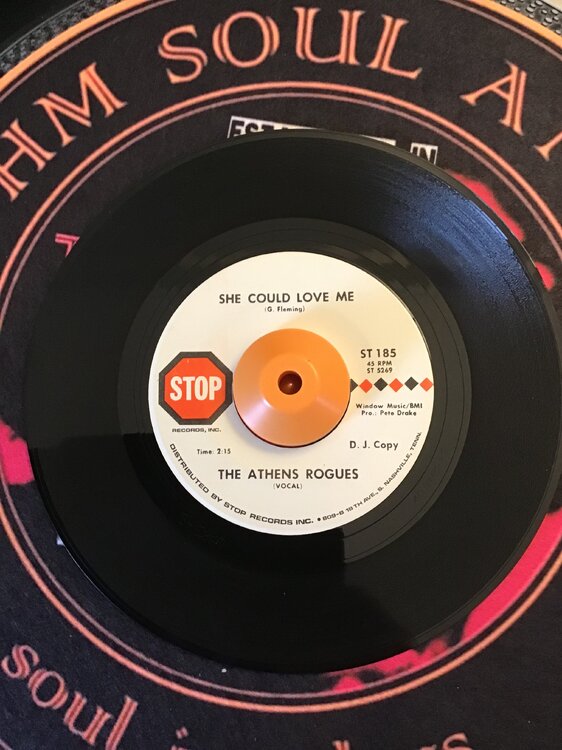 SOUL
SHE COULD LOVE ME
(G. Fleming)
ST 185
45 RPM
ST 5269
STOP
RECORDS, INC.
Window Music/BMI
Pro.: Pete Drake
Time: 2:15
D. J. Copy
THE ATHENS ROGUES
(VOCAL)
DISTRIBUTED BY STOP RECORDS INC. • 809-B 18TH AVE., S. NASHVILLE, TENN.
soul